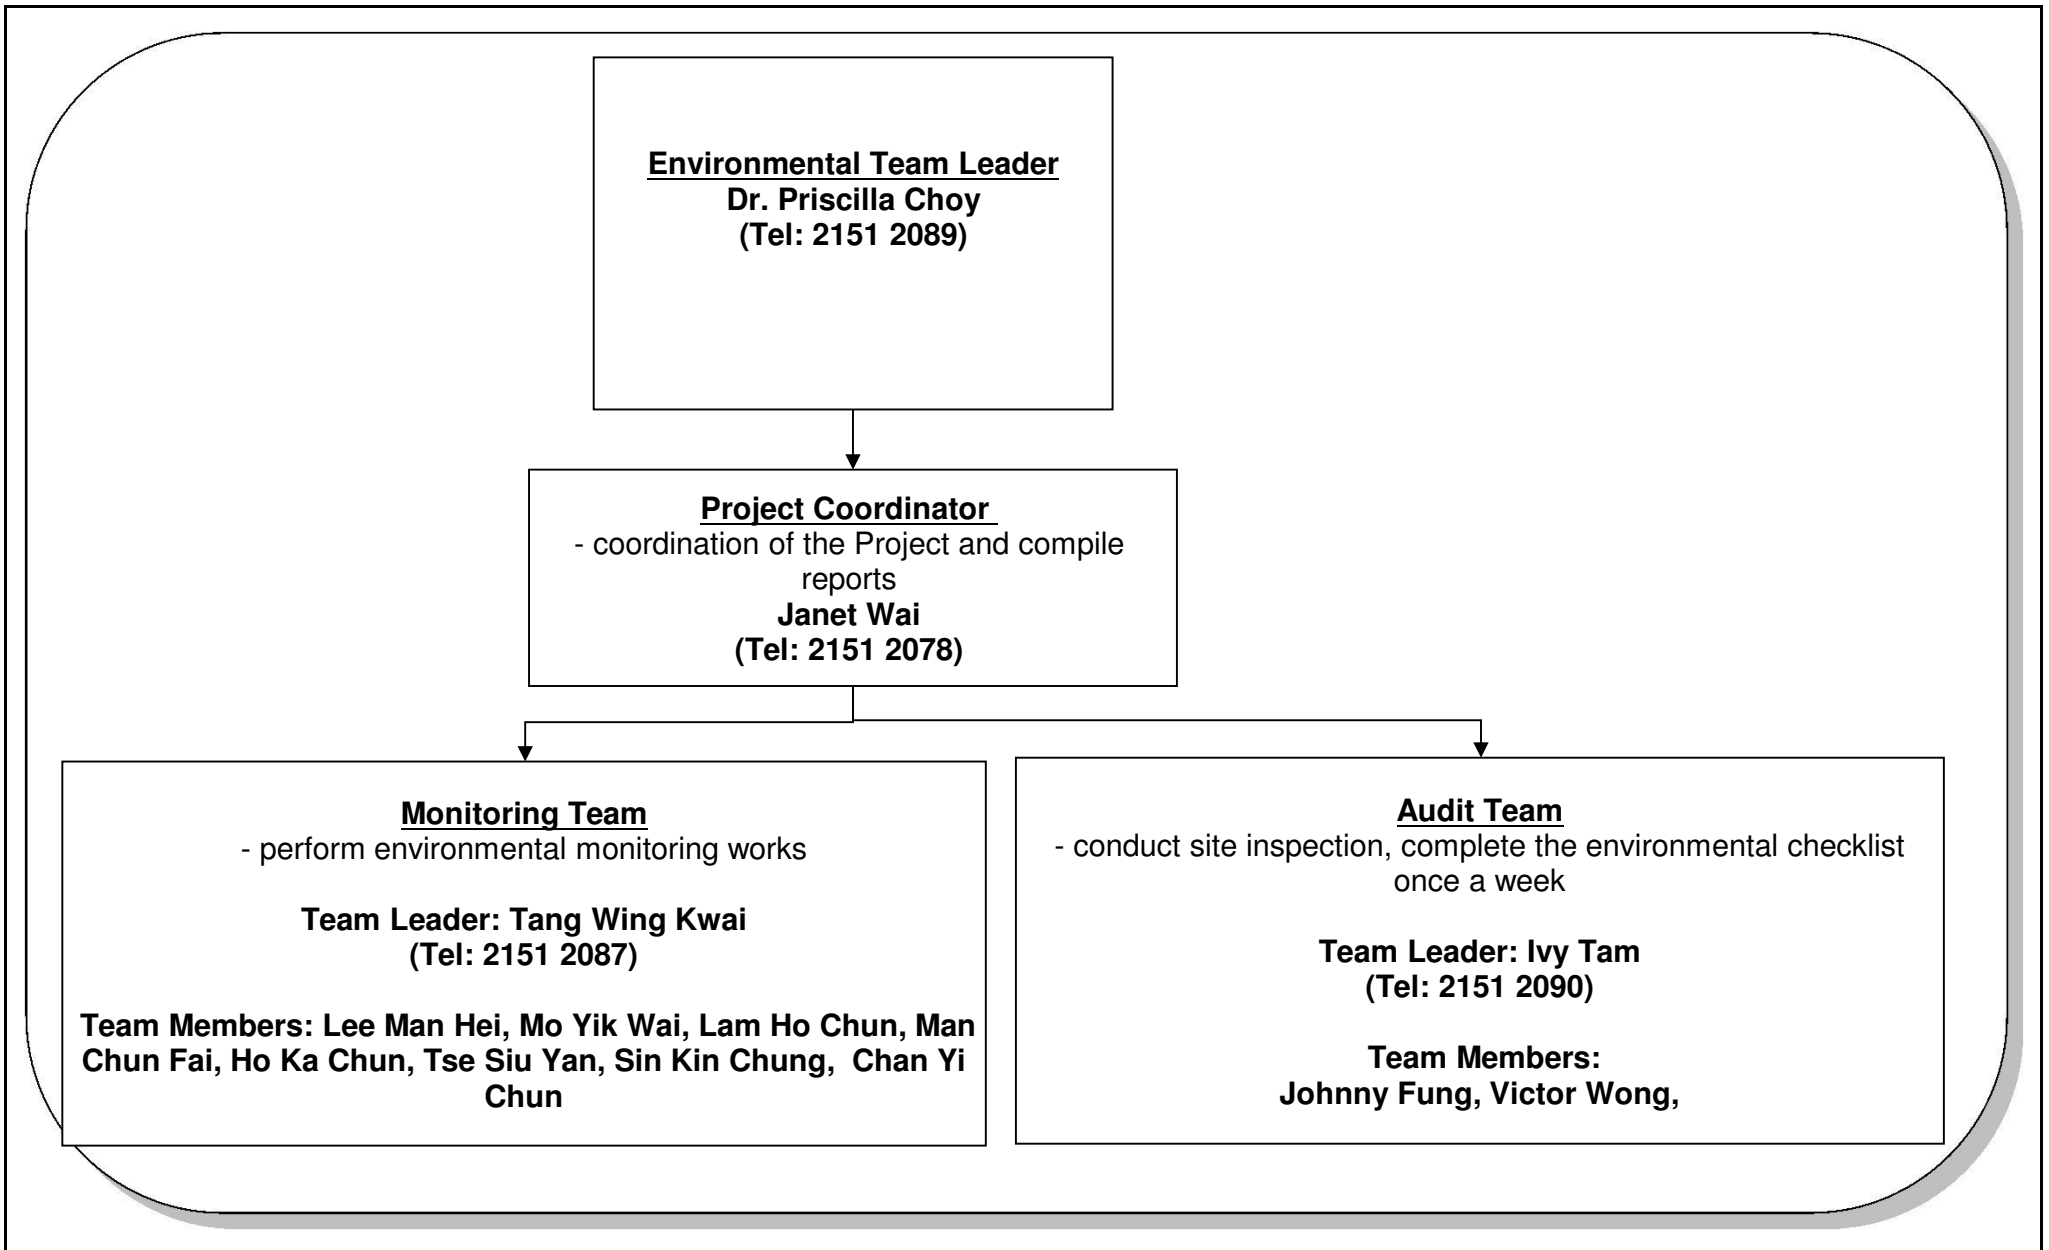 Environmental Team Leader
Dr. Priscilla Choy
(Tel: 2151 2089)
Project Coordinator
- coordination of the Project and compile
reports
Janet Wai
(Tel: 2151 2078)
Monitoring Team
- perform environmental monitoring works
Team Leader: Tang Wing Kwai
(Tel: 2151 2087)
Team Members: Lee Man Hei, Mo Yik Wai, Lam Ho Chun, Man
Chun Fai, Ho Ka Chun, Tse Siu Yan, Sin Kin Chung,  Chan Yi
Chun
Audit Team
- conduct site inspection, complete the environmental checklist
once a week
Team Leader: Ivy Tam
(Tel: 2151 2090)
Team Members:
Johnny Fung, Victor Wong,